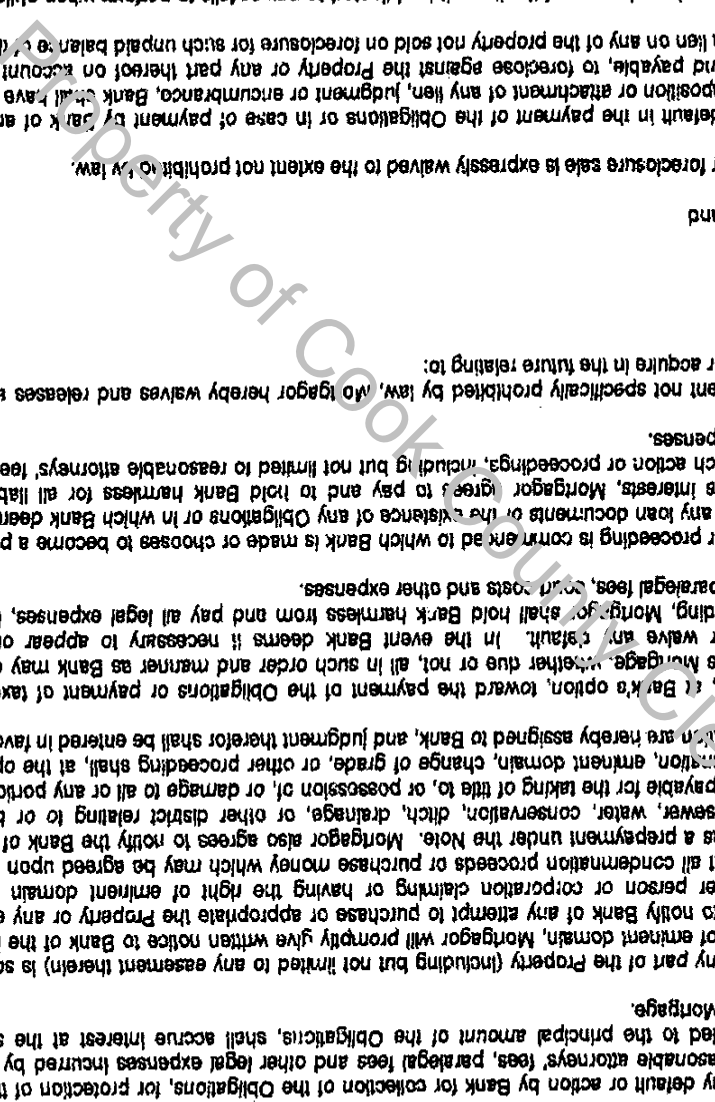 y default or action by Bank for collection of the Obligations, for protection of t
asonable attorneys' fees, paralegal fees and other legal expenses incurred by
led to the principal amount of the Obligations, shall accrue interest at the s
Mortgage.
ny part of the Property (including but not limited to any easement therein) is so
of eminent domain, Mortgagor will promptly give written notice to Bank of the
to notify Bank of any attempt to purchase or appropriate the Property or any e
er person or corporation claiming or having the right of eminent domain
t all condemnation proceeds or purchase money which may be agreed upon
s a prepayment under the Note. Mortgagor also agrees to notify the Bank of
sewer, water, conservation, ditch, drainage, or other district relating to or b
payable for the taking of title to, or possession of, or damage to all or any portio
nation, eminent domain, change of grade, or other proceeding shall, at the op
are hereby assigned to Bank, and judgment therefor shall be entered in favo
, at Bank's option, toward the payment of the Obligations or payment of taxe
s Mortgage, whether due or not, all in such order and manner as Bank may
r waive any default. In the event Bank deems it necessary to appear or
ding, Mortgagor shall hold Bank harmless from and pay all legal expenses,
paralegal fees, court costs and other expenses.
r proceeding is commenced to which Bank is made or chooses to become a p
any loan documents or the existence of any Obligations or in which Bank deem
s interests, Mortgagor agrees to pay and to hold Bank harmless for all liab
ch action or proceedings, including but not limited to reasonable attorneys' fee
penses.
ent not specifically prohibited by law, Mortgagor hereby waives and releases a
r acquire in the future relating to:
and
r foreclosure sale is expressly waived to the extent not prohibited by law.
default in the payment of the Obligations or in case of payment by Bank of an
position or attachment of any lien, judgment or encumbrance, Bank shall have
nd payable, to foreclose against the Property or any part thereof on account
lien on any of the property not sold on foreclosure for such unpaid balance of
Property of Cook County Cle